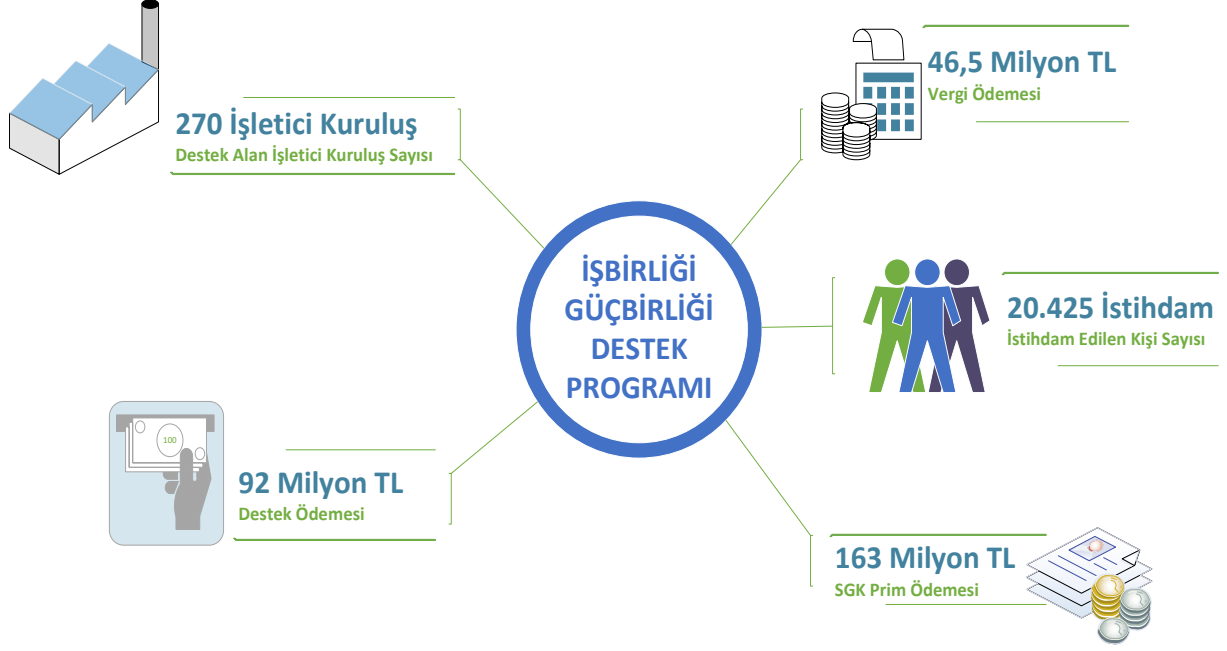 270 İşletici Kuruluş
Destek Alan İşletici Kuruluş Sayısı
46,5 Milyon TL
Vergi Ödemesi
İŞBİRLİĞİ
GÜÇBİRLİĞİ
DESTEK
PROGRAMI
20.425 İstihdam
İstihdam Edilen Kişi Sayısı
100
92 Milyon TL
Destek Ödemesi
163 Milyon TL
SGK Prim Ödemesi